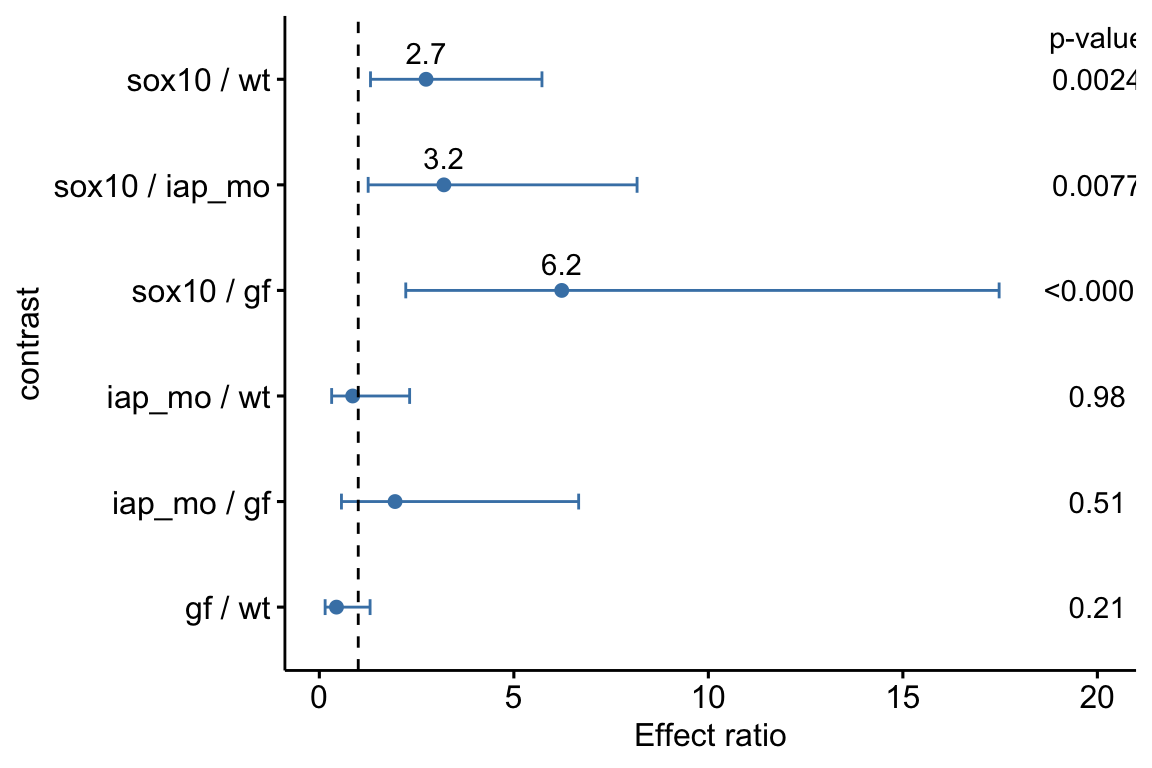 p-value
2.7
sox10 / wt
0.0024
3.2
sox10 / iap_mo
0.0077
6.2
sox10 / gf
<0.000
contrast
iap_mo / wt
0.98
iap_mo / gf
0.51
gf / wt
0.21
0 5 10 15 20
Effect ratio